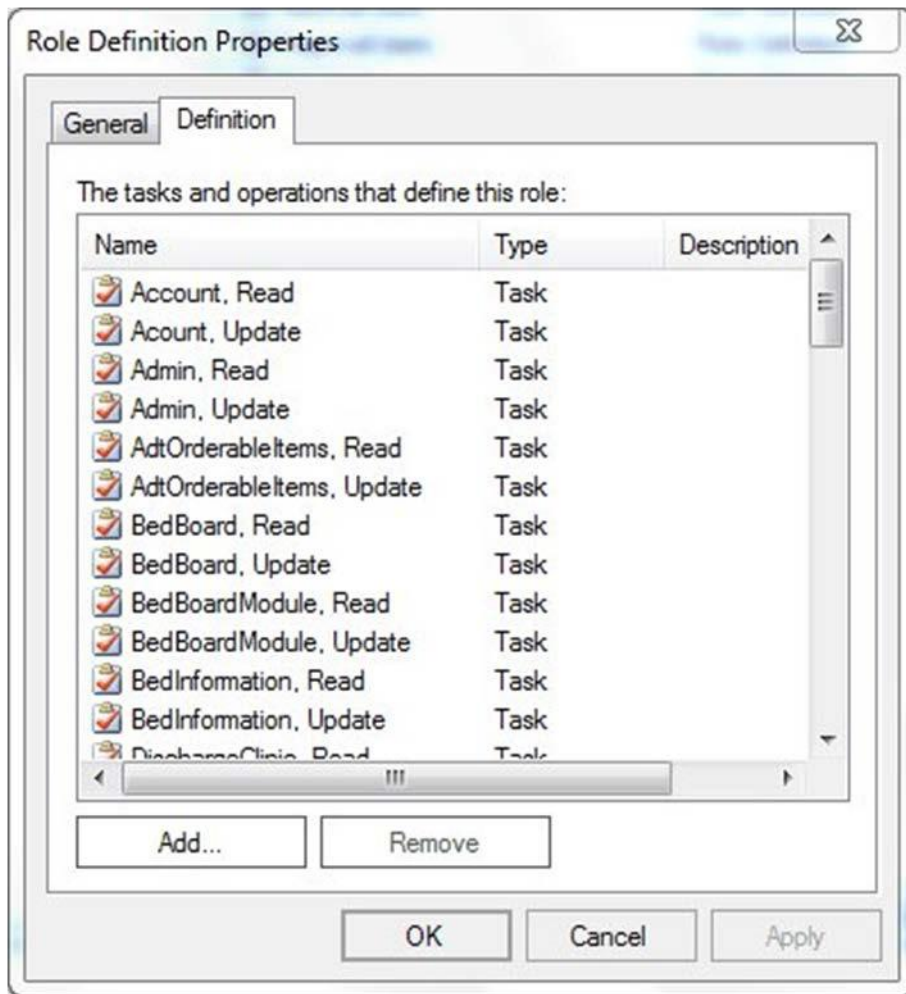 Role Definition Properties
General Definition
The tasks and operations that define this role:
Name Type Description
Account, Read Task
Acount, Update Task
Admin, Read Task
Admin, Update Task
AdtOrderableItems, Read Task
AdtOrderableItems, Update Task
BedBoard, Read Task
BedBoard, Update Task
BedBoardModule, Read Task
BedBoardModule, Update Task
BedInformation, Read Task
BedInformation, Update Task
DischargeClinic, Read Task
Add... Remove
OK Cancel Apply